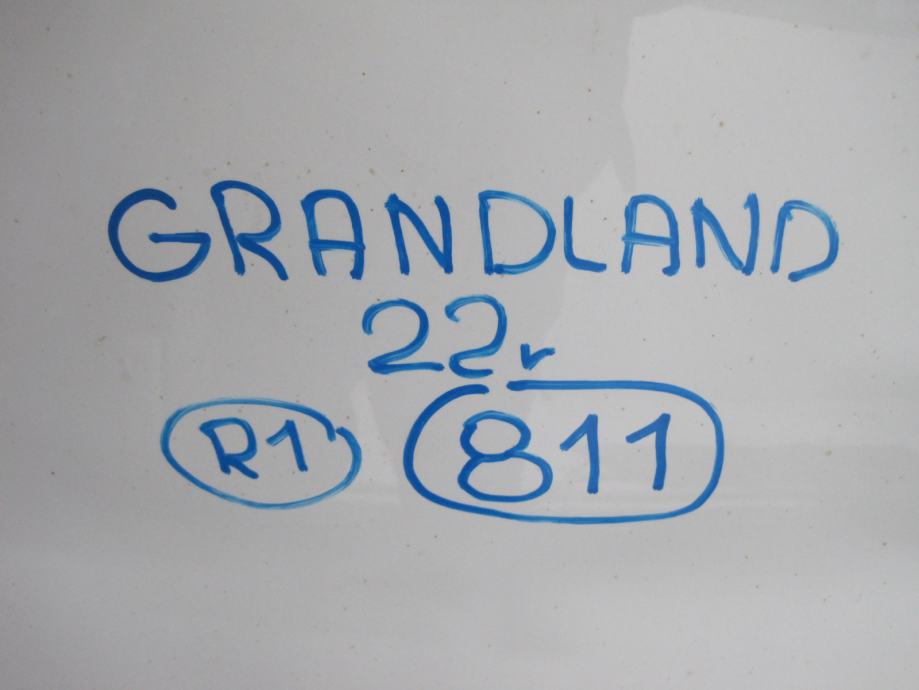 GRANDLAND
22r
R1 811